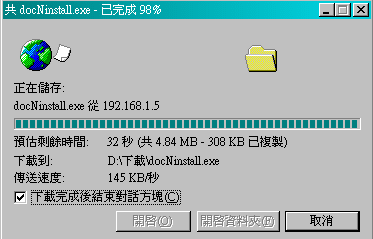 共 docNinstall.exe - 已完成 98%
正在儲存:
docNinstall.exe 從 192.168.1.5
預估剩餘時間: 32 秒 (共 4.84 MB - 308 KB 已複製)
下載到: D:\下載\docNinstall.exe
傳送速度: 145 KB/秒
下載完成後結束對話方塊(C)
開啓(O) 開啓資料夾(F) 取消